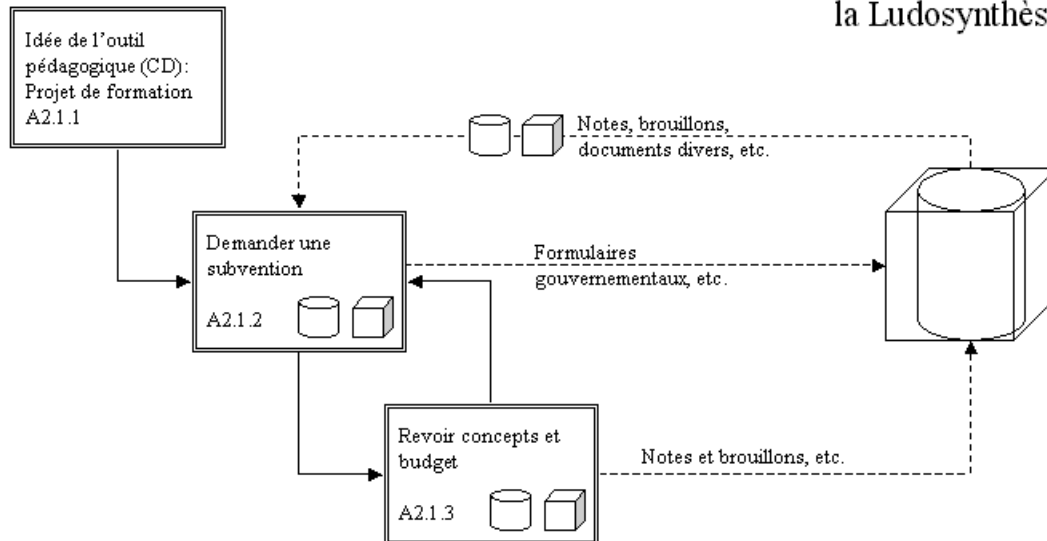 la Ludosynthès
Idée de l'outil
pédagogique (CD):
Projet de formation
A2.1.1
Notes, brouillons,
documents divers, etc.
Demander une
subvention
A2.1.2
Formulaires
gouvernementaux, etc.
Revoir concepts et
budget
A2.1.3
Notes et brouillons, etc.